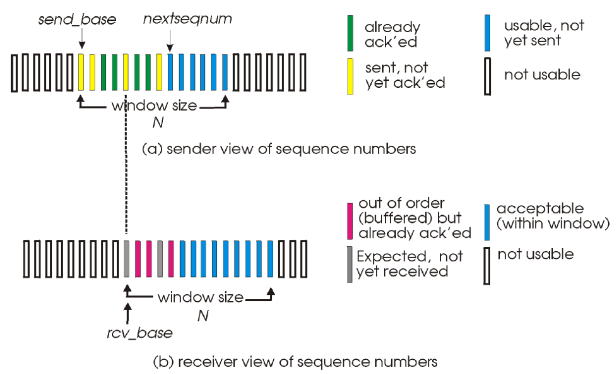 send_base
nextseqnum
already
ack'ed
usable, not
yet sent
sent, not
yet ack'ed
not usable
window size
N
(a) sender view of sequence numbers
out of order
(buffered) but
already ack'ed
acceptable
(within window)
Expected, not
yet received
not usable
window size
N
rcv_base
(b) receiver view of sequence numbers